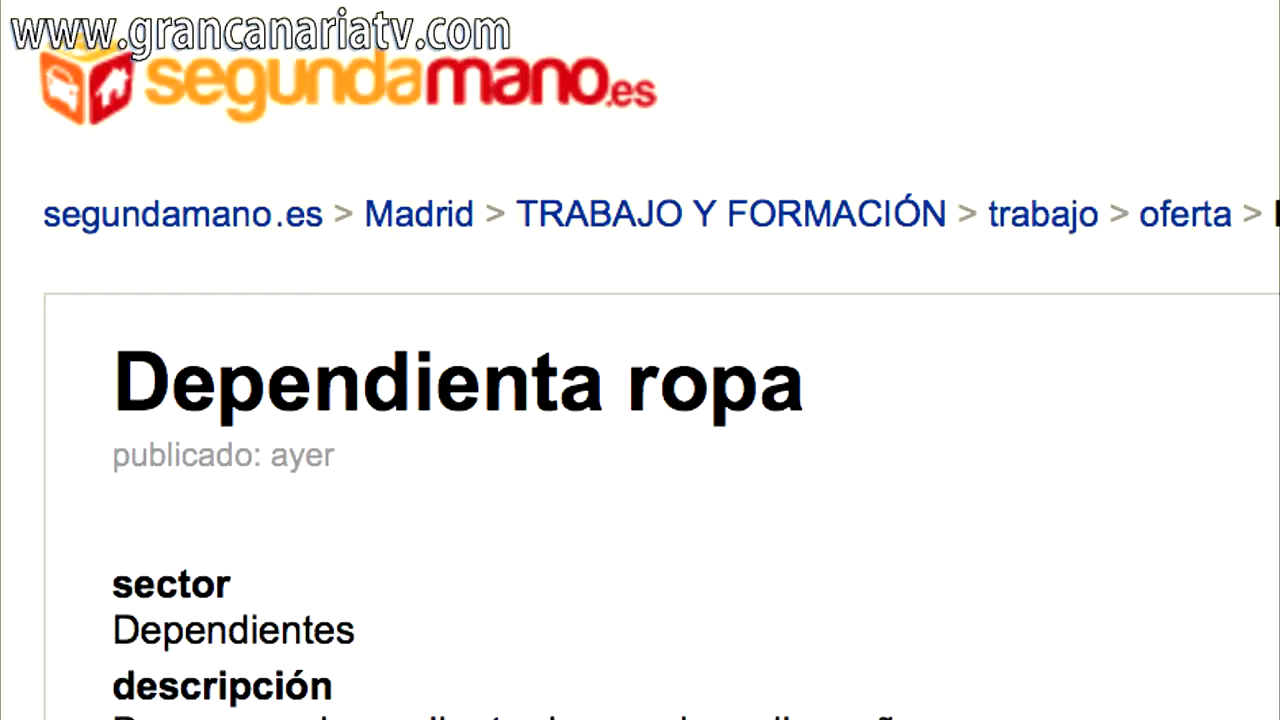 www.grancanariatv.com
segundamano.es
segundamano.es > Madrid > TRABAJO Y FORMACIÓN > trabajo > oferta >
Dependienta ropa
publicado: ayer
sector
Dependientes
descripción